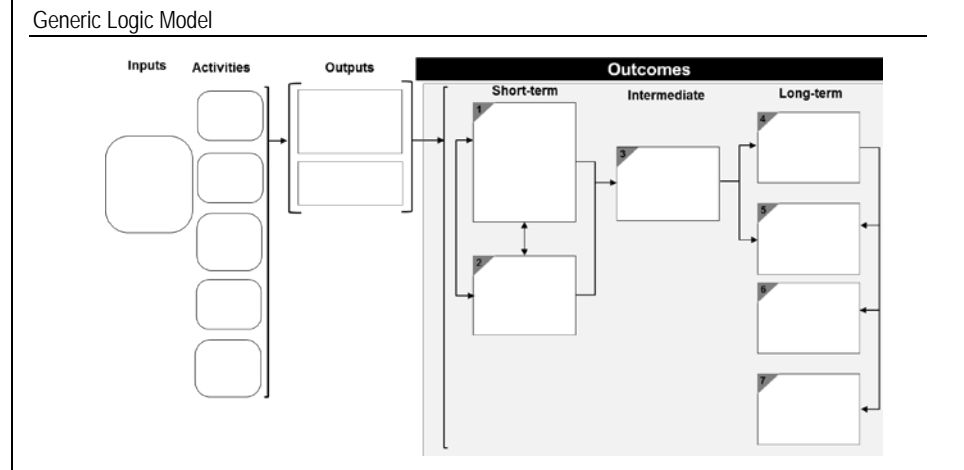 Generic Logic Model
Inputs Activities Outputs Outcomes
Short-term Intermediate Long-term
1
2
3
4
5
6
7